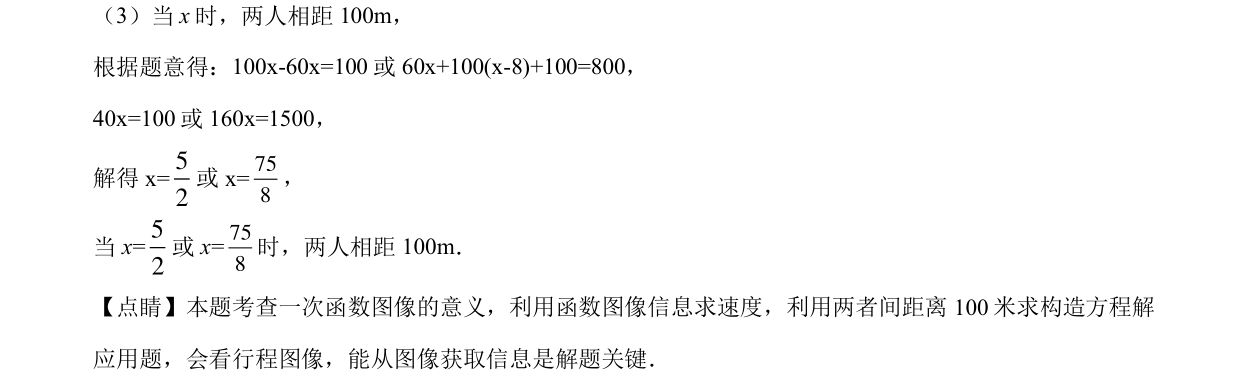 （3）当 x 时，两人相距 100m，
根据题意得：100x-60x=100 或 60x+100(x-8)+100=800，
40x=100 或 160x=1500，
解得 x=5/2 或 x=75/8，
当 x=5/2 或 x=75/8 时，两人相距 100m．
【点睛】本题考查一次函数图像的意义，利用函数图像信息求速度，利用两者间距离 100 米求构造方程解
应用题，会看行程图像，能从图像获取信息是解题关键．